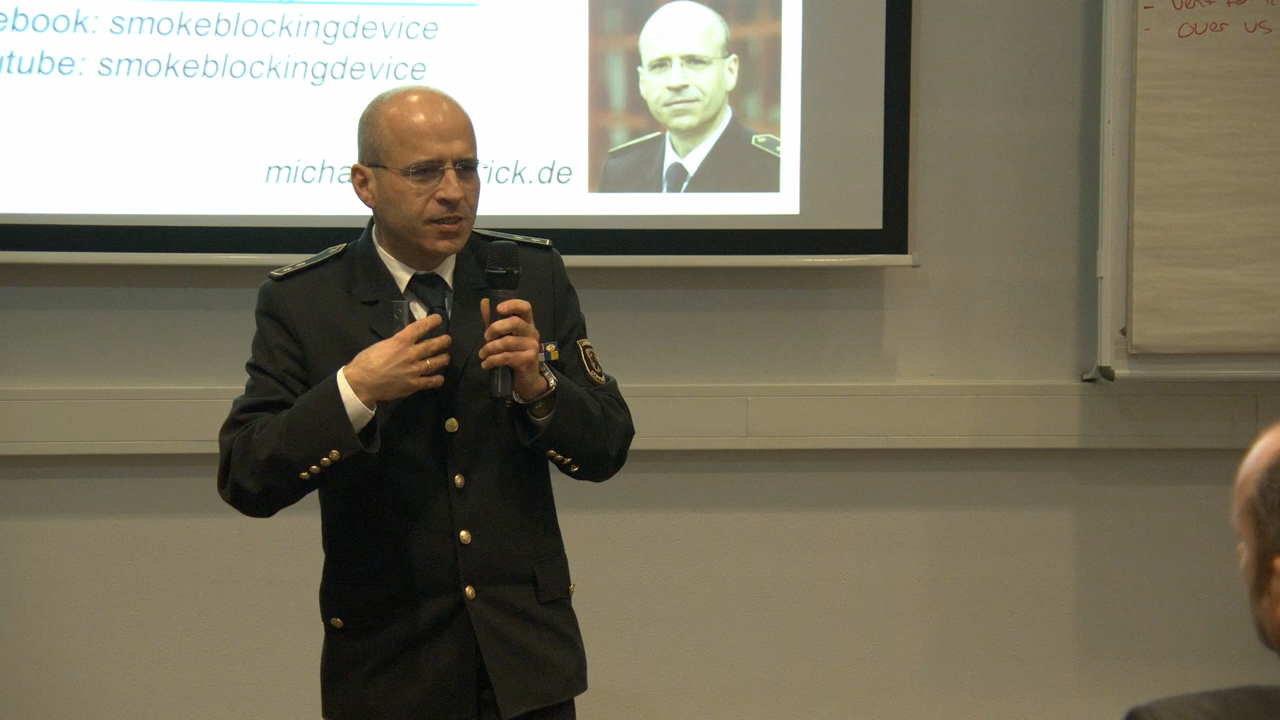 ebook: smokeblockingdevice
utube: smokeblockingdevice
micha rick.de
over us